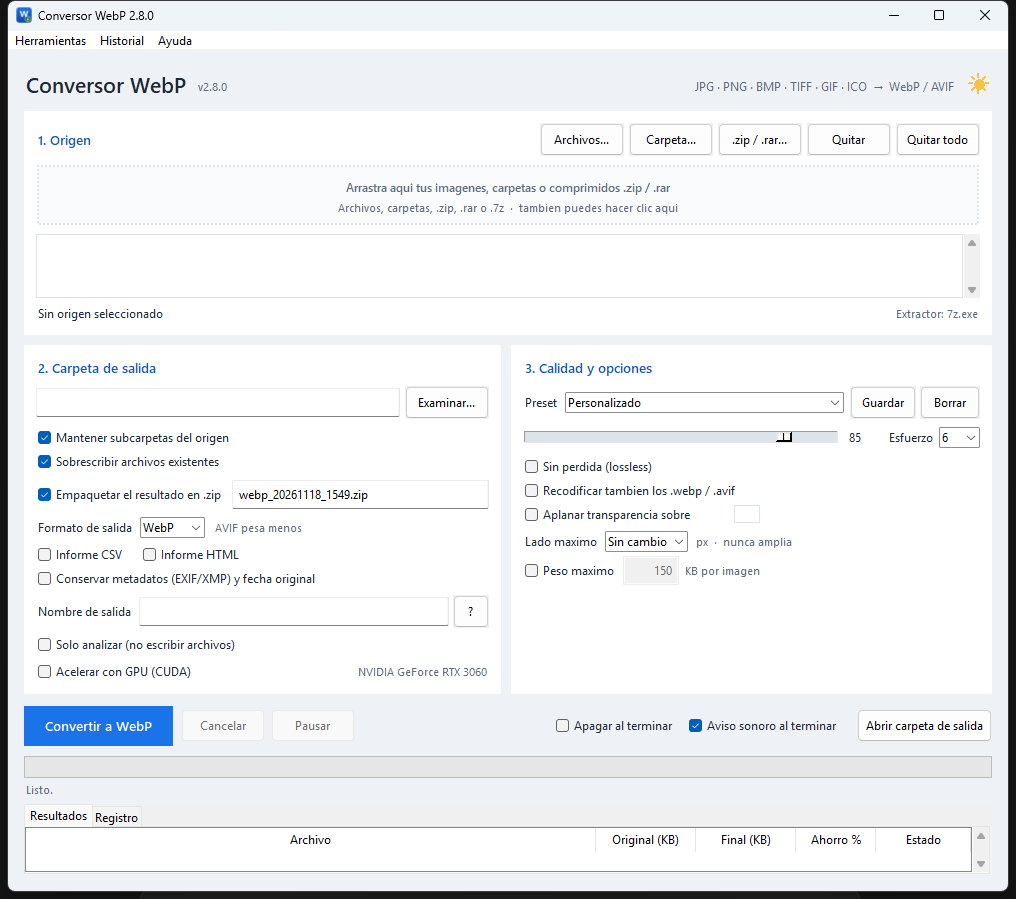 Conversor WebP 2.8.0
Herramientas Historial Ayuda
Conversor WebP v2.8.0 JPG · PNG · BMP · TIFF · GIF · ICO → WebP / AVIF
1. Origen Archivos... Carpeta... .zip / .rar... Quitar Quitar todo
Arrastra aqui tus imagenes, carpetas o comprimidos .zip / .rar
Archivos, carpetas, .zip, .rar o .7z · tambien puedes hacer clic aqui
Sin origen seleccionado Extractor: 7z.exe
2. Carpeta de salida
Examinar...
Mantener subcarpetas del origen
Sobrescribir archivos existentes
Empaquetar el resultado en .zip webp_20261118_1549.zip
Formato de salida WebP AVIF pesa menos
Informe CSV Informe HTML
Conservar metadatos (EXIF/XMP) y fecha original
Nombre de salida ?
Solo analizar (no escribir archivos)
Acelerar con GPU (CUDA) NVIDIA GeForce RTX 3060
3. Calidad y opciones
Preset Personalizado Guardar Borrar
85 Esfuerzo 6
Sin perdida (lossless)
Recodificar tambien los .webp / .avif
Aplanar transparencia sobre
Lado maximo Sin cambio px · nunca amplia
Peso maximo 150 KB por imagen
Convertir a WebP Cancelar Pausar Apagar al terminar Aviso sonoro al terminar Abrir carpeta de salida
Listo.
Resultados Registro
Archivo Original (KB) Final (KB) Ahorro % Estado